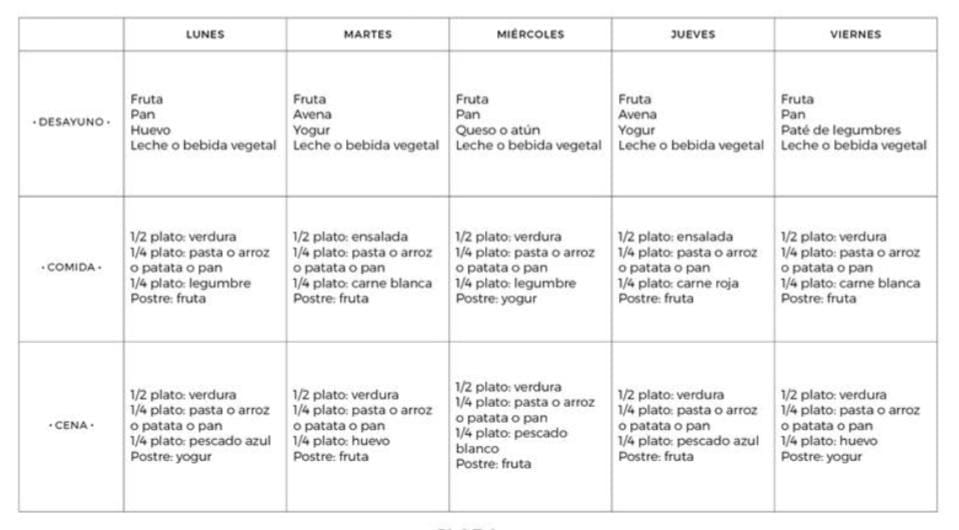 LUNES
MARTES
MIÉRCOLES
JUEVES
VIERNES
• DESAYUNO •
Fruta
Pan
Huevo
Leche o bebida vegetal
Fruta
Avena
Yogur
Leche o bebida vegetal
Fruta
Pan
Queso o atún
Leche o bebida vegetal
Fruta
Avena
Yogur
Leche o bebida vegetal
Fruta
Pan
Paté de legumbres
Leche o bebida vegetal
• COMIDA •
1/2 plato: verdura
1/4 plato: pasta o arroz
o patata o pan
1/4 plato: legumbre
Postre: fruta
1/2 plato: ensalada
1/4 plato: pasta o arroz
o patata o pan
1/4 plato: carne blanca
Postre: fruta
1/2 plato: verdura
1/4 plato: pasta o arroz
o patata o pan
1/4 plato: legumbre
Postre: yogur
1/2 plato: ensalada
1/4 plato: pasta o arroz
o patata o pan
1/4 plato: carne roja
Postre: fruta
1/2 plato: verdura
1/4 plato: pasta o arroz
o patata o pan
1/4 plato: carne blanca
Postre: fruta
• CENA •
1/2 plato: verdura
1/4 plato: pasta o arroz
o patata o pan
1/4 plato: pescado azul
Postre: yogur
1/2 plato: verdura
1/4 plato: pasta o arroz
o patata o pan
1/4 plato: huevo
Postre: fruta
1/2 plato: verdura
1/4 plato: pasta o arroz
o patata o pan
1/4 plato: pescado
blanco
Postre: fruta
1/2 plato: verdura
1/4 plato: pasta o arroz
o patata o pan
1/4 plato: pescado azul
Postre: fruta
1/2 plato: verdura
1/4 plato: pasta o arroz
o patata o pan
1/4 plato: huevo
Postre: yogur